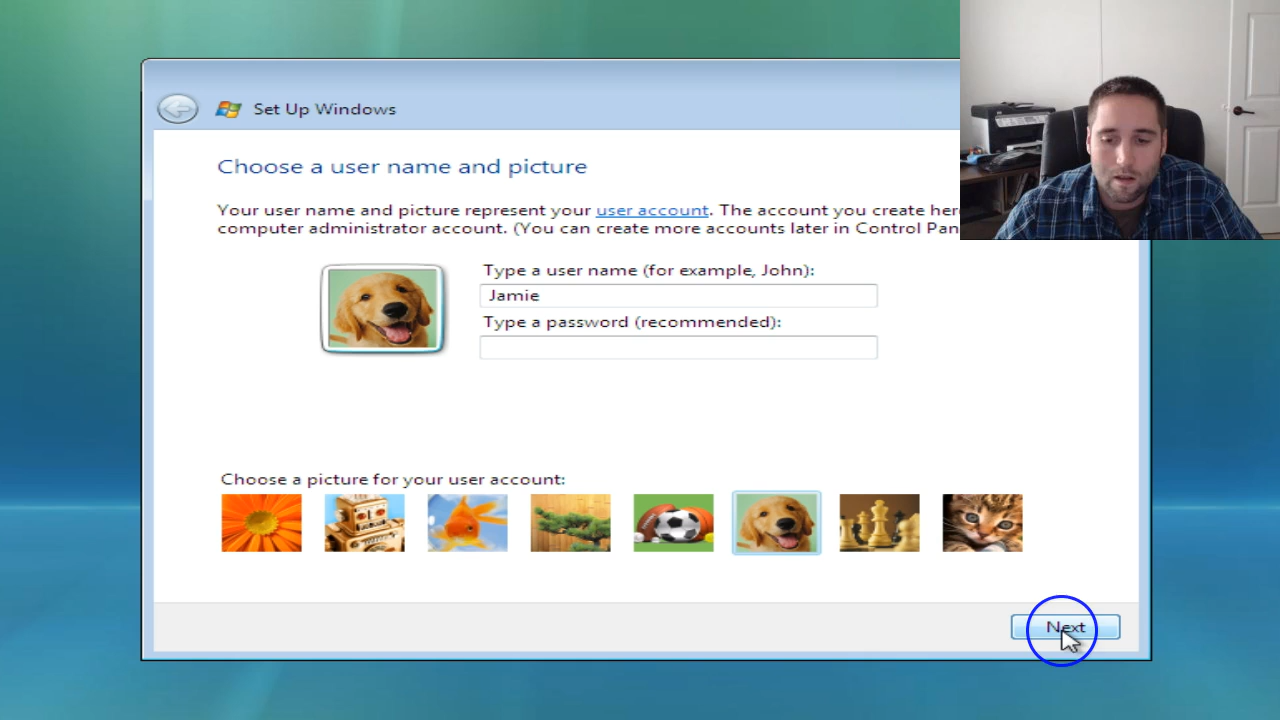 Set Up Windows
Choose a user name and picture
Your user name and picture represent your user account. The account you create here
computer administrator account. (You can create more accounts later in Control Pan
Type a user name (for example, John):
Jamie
Type a password (recommended):
Choose a picture for your user account:
Next